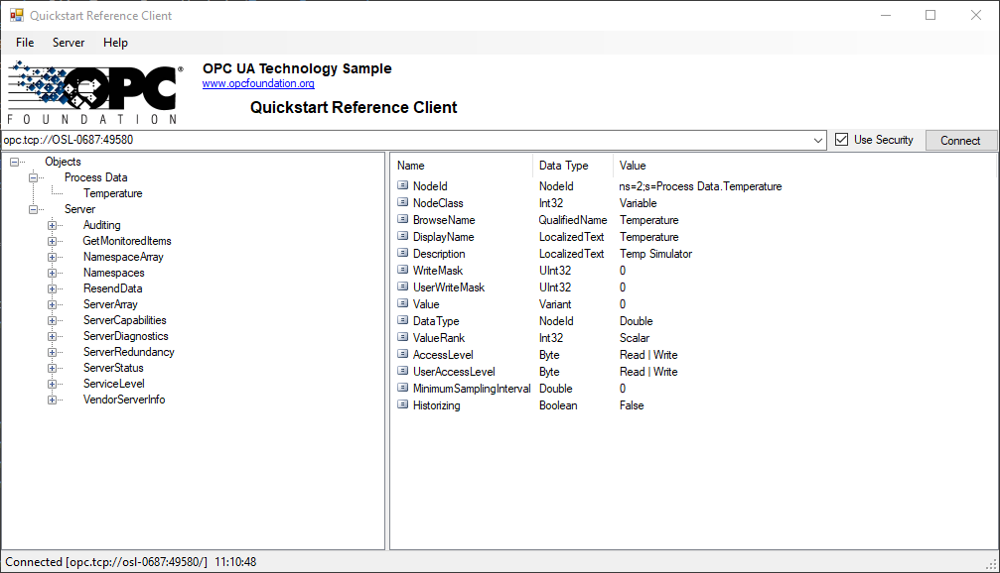 Quickstart Reference Client
File Server Help
OPC
FOUNDATION
®
OPC UA Technology Sample
www.opcfoundation.org
Quickstart Reference Client
opc.tcp://OSL-0687:49580
Use Security
Connect
Objects
Process Data
Temperature
Server
Auditing
GetMonitoredItems
NamespaceArray
Namespaces
ResendData
ServerArray
ServerCapabilities
ServerDiagnostics
ServerRedundancy
ServerStatus
ServiceLevel
VendorServerInfo
Name Data Type Value
NodeId NodeId ns=2;s=Process Data.Temperature
NodeClass Int32 Variable
BrowseName QualifiedName Temperature
DisplayName LocalizedText Temperature
Description LocalizedText Temp Simulator
WriteMask UInt32 0
UserWriteMask UInt32 0
Value Variant 0
DataType NodeId Double
ValueRank Int32 Scalar
AccessLevel Byte Read | Write
UserAccessLevel Byte Read | Write
MinimumSamplingInterval Double 0
Historizing Boolean False
Connected [opc.tcp://osl-0687:49580/] 11:10:48